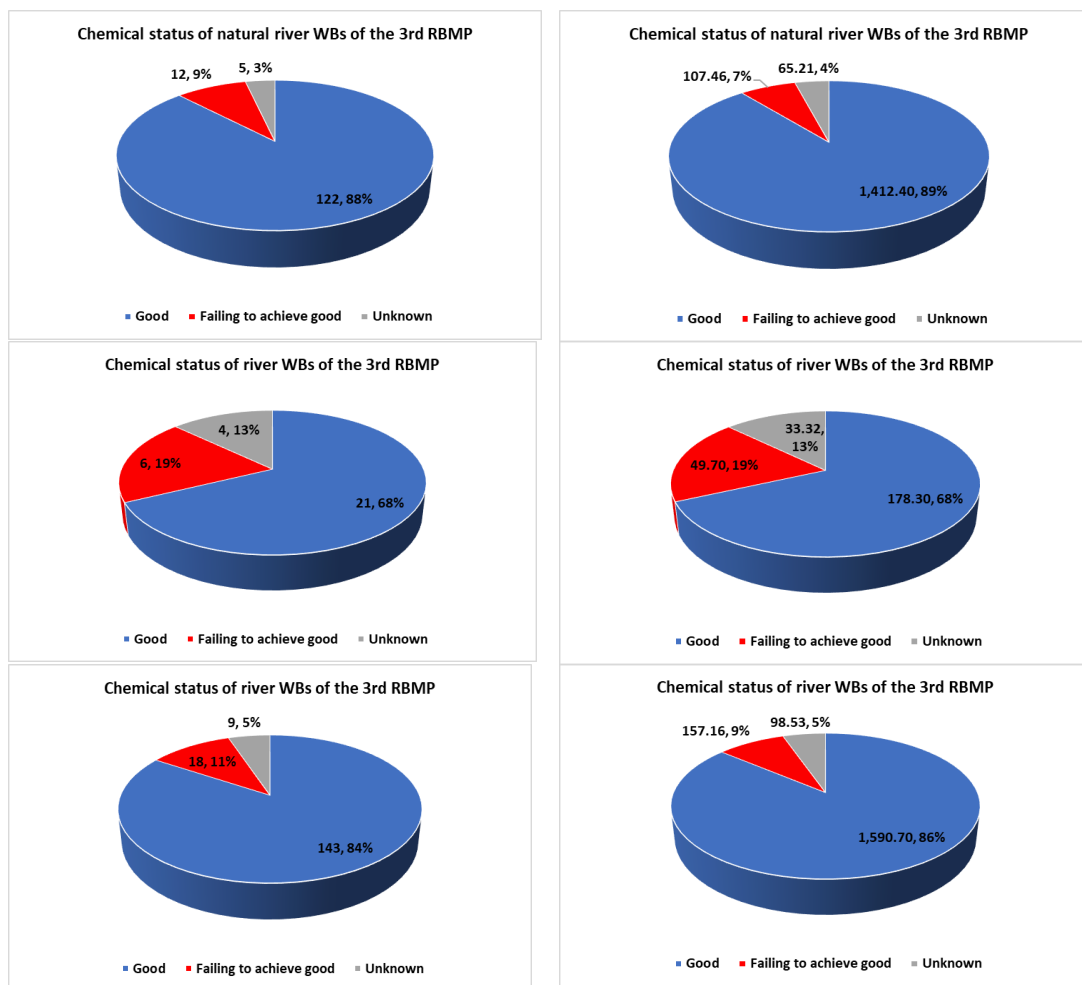 Chemical status of natural river WBs of the 3rd RBMP
5, 3%
12, 9%
122, 88%
Good Failing to achieve good Unknown
Chemical status of natural river WBs of the 3rd RBMP
65.21, 4%
107.46, 7%
1,412.40, 89%
Good Failing to achieve good Unknown
Chemical status of river WBs of the 3rd RBMP
4, 13%
6, 19%
21, 68%
Good Failing to achieve good Unknown
Chemical status of river WBs of the 3rd RBMP
33.32,
13%
49.70, 19%
178.30, 68%
Good Failing to achieve good Unknown
Chemical status of river WBs of the 3rd RBMP
9, 5%
18, 11%
143, 84%
Good Failing to achieve good Unknown
Chemical status of river WBs of the 3rd RBMP
98.53, 5%
157.16, 9%
1,590.70, 86%
Good Failing to achieve good Unknown